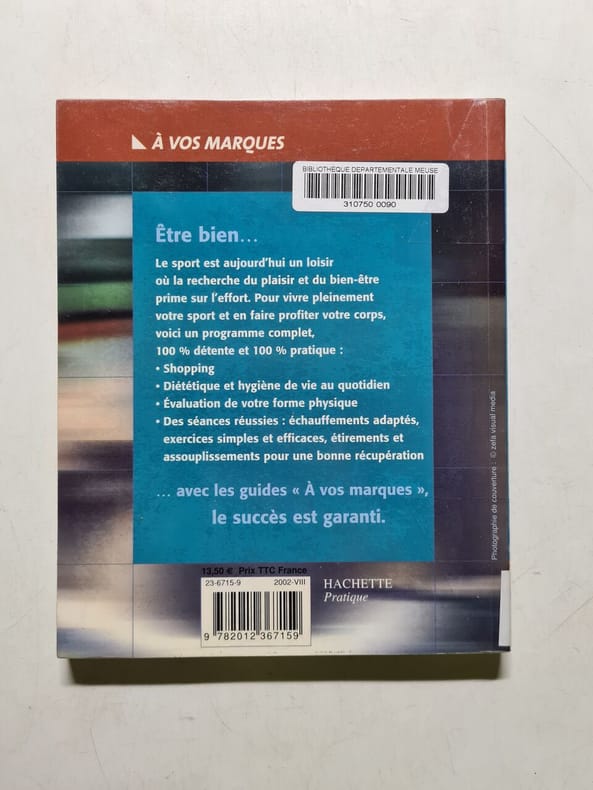 À VOS MARQUES
BIBLIOTHEQUE DEPARTEMENTALE MEUSE
310750 0090
Être bien...
Le sport est aujourd'hui un loisir
où la recherche du plaisir et du bien-être
prime sur l'effort. Pour vivre pleinement
votre sport et en faire profiter votre corps,
voici un programme complet,
100 % détente et 100 % pratique :
• Shopping
• Diététique et hygiène de vie au quotidien
• Évaluation de votre forme physique
• Des séances réussies : échauffements adaptés,
exercices simples et efficaces, étirements et
assouplissements pour une bonne récupération
... avec les guides « À vos marques »,
le succès est garanti.
Photographie de couverture : © zefa visual media
13,50 € Prix TTC France
23-6715-9 2002-VIII
9 782012 367159
HACHETTE
Pratique